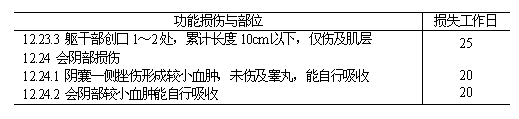 功能损伤与部位 损失工作日
12.23.3 躯干部创口1～2处，累计长度10cm以下，仅伤及肌层 25
12.24 会阴部损伤
12.24.1 阴囊一侧挫伤形成较小血肿，未伤及睾丸，能自行吸收 20
12.24.2 会阴部较小血肿能自行吸收 20